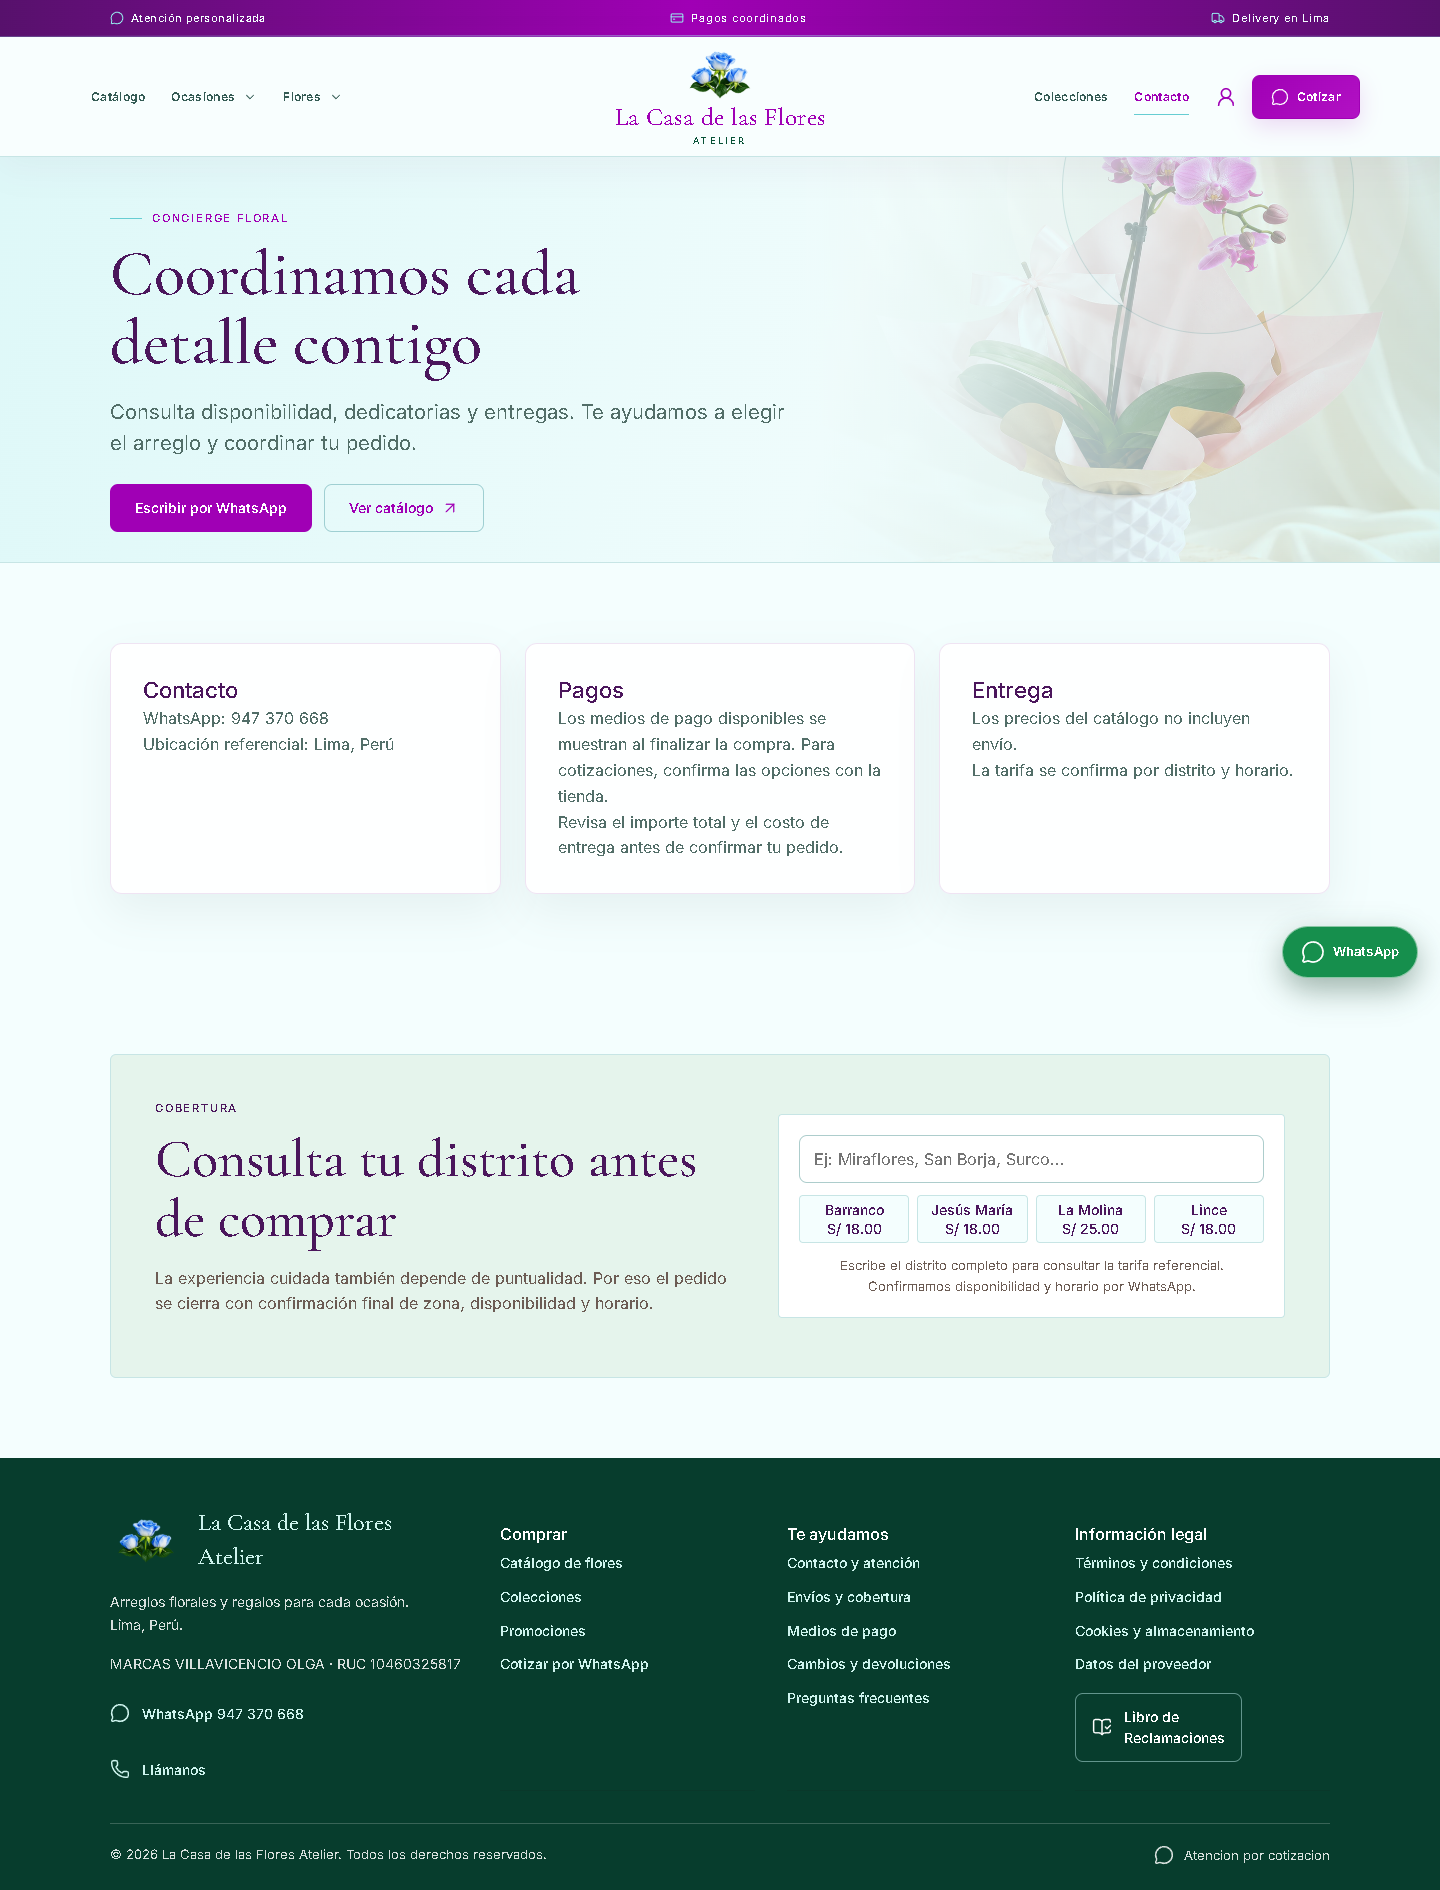 Atención personalizada
Pagos coordinados
Delivery en Lima
Catálogo
Ocasiones
Flores
La Casa de las Flores
ATELIER
Colecciones
Contacto
Cotizar
CONCIERGE FLORAL
Coordinamos cada
detalle contigo
Consulta disponibilidad, dedicatorias y entregas. Te ayudamos a elegir
el arreglo y coordinar tu pedido.
Escribir por WhatsApp
Ver catálogo
Contacto
WhatsApp: 947 370 668
Ubicación referencial: Lima, Perú
Pagos
Los medios de pago disponibles se
muestran al finalizar la compra. Para
cotizaciones, confirma las opciones con la
tienda.
Revisa el importe total y el costo de
entrega antes de confirmar tu pedido.
Entrega
Los precios del catálogo no incluyen
envío.
La tarifa se confirma por distrito y horario.
WhatsApp
COBERTURA
Consulta tu distrito antes
de comprar
La experiencia cuidada también depende de puntualidad. Por eso el pedido
se cierra con confirmación final de zona, disponibilidad y horario.
Ej: Miraflores, San Borja, Surco...
Barranco
S/ 18.00
Jesús María
S/ 18.00
La Molina
S/ 25.00
Lince
S/ 18.00
Escribe el distrito completo para consultar la tarifa referencial.
Confirmamos disponibilidad y horario por WhatsApp.
La Casa de las Flores
Atelier
Arreglos florales y regalos para cada ocasión.
Lima, Perú.
MARCAS VILLAVICENCIO OLGA · RUC 10460325817
WhatsApp 947 370 668
Llámanos
Comprar
Catálogo de flores
Colecciones
Promociones
Cotizar por WhatsApp
Te ayudamos
Contacto y atención
Envíos y cobertura
Medios de pago
Cambios y devoluciones
Preguntas frecuentes
Información legal
Términos y condiciones
Política de privacidad
Cookies y almacenamiento
Datos del proveedor
Libro de
Reclamaciones
© 2026 La Casa de las Flores Atelier. Todos los derechos reservados.
Atencion por cotizacion